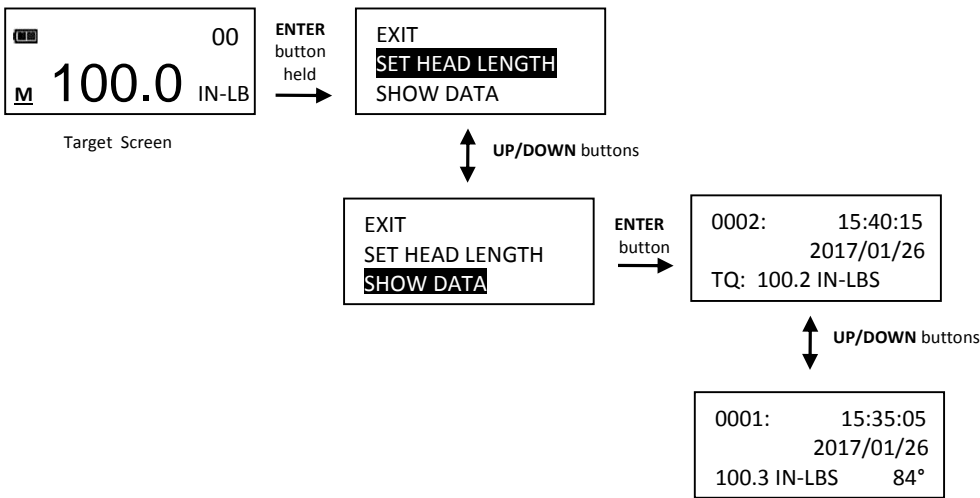 00
M 100.0 IN-LB
Target Screen
ENTER
button
held
EXIT
SET HEAD LENGTH
SHOW DATA
UP/DOWN buttons
EXIT
SET HEAD LENGTH
SHOW DATA
ENTER
button
0002: 15:40:15
2017/01/26
TQ: 100.2 IN-LBS
UP/DOWN buttons
0001: 15:35:05
2017/01/26
100.3 IN-LBS 84°